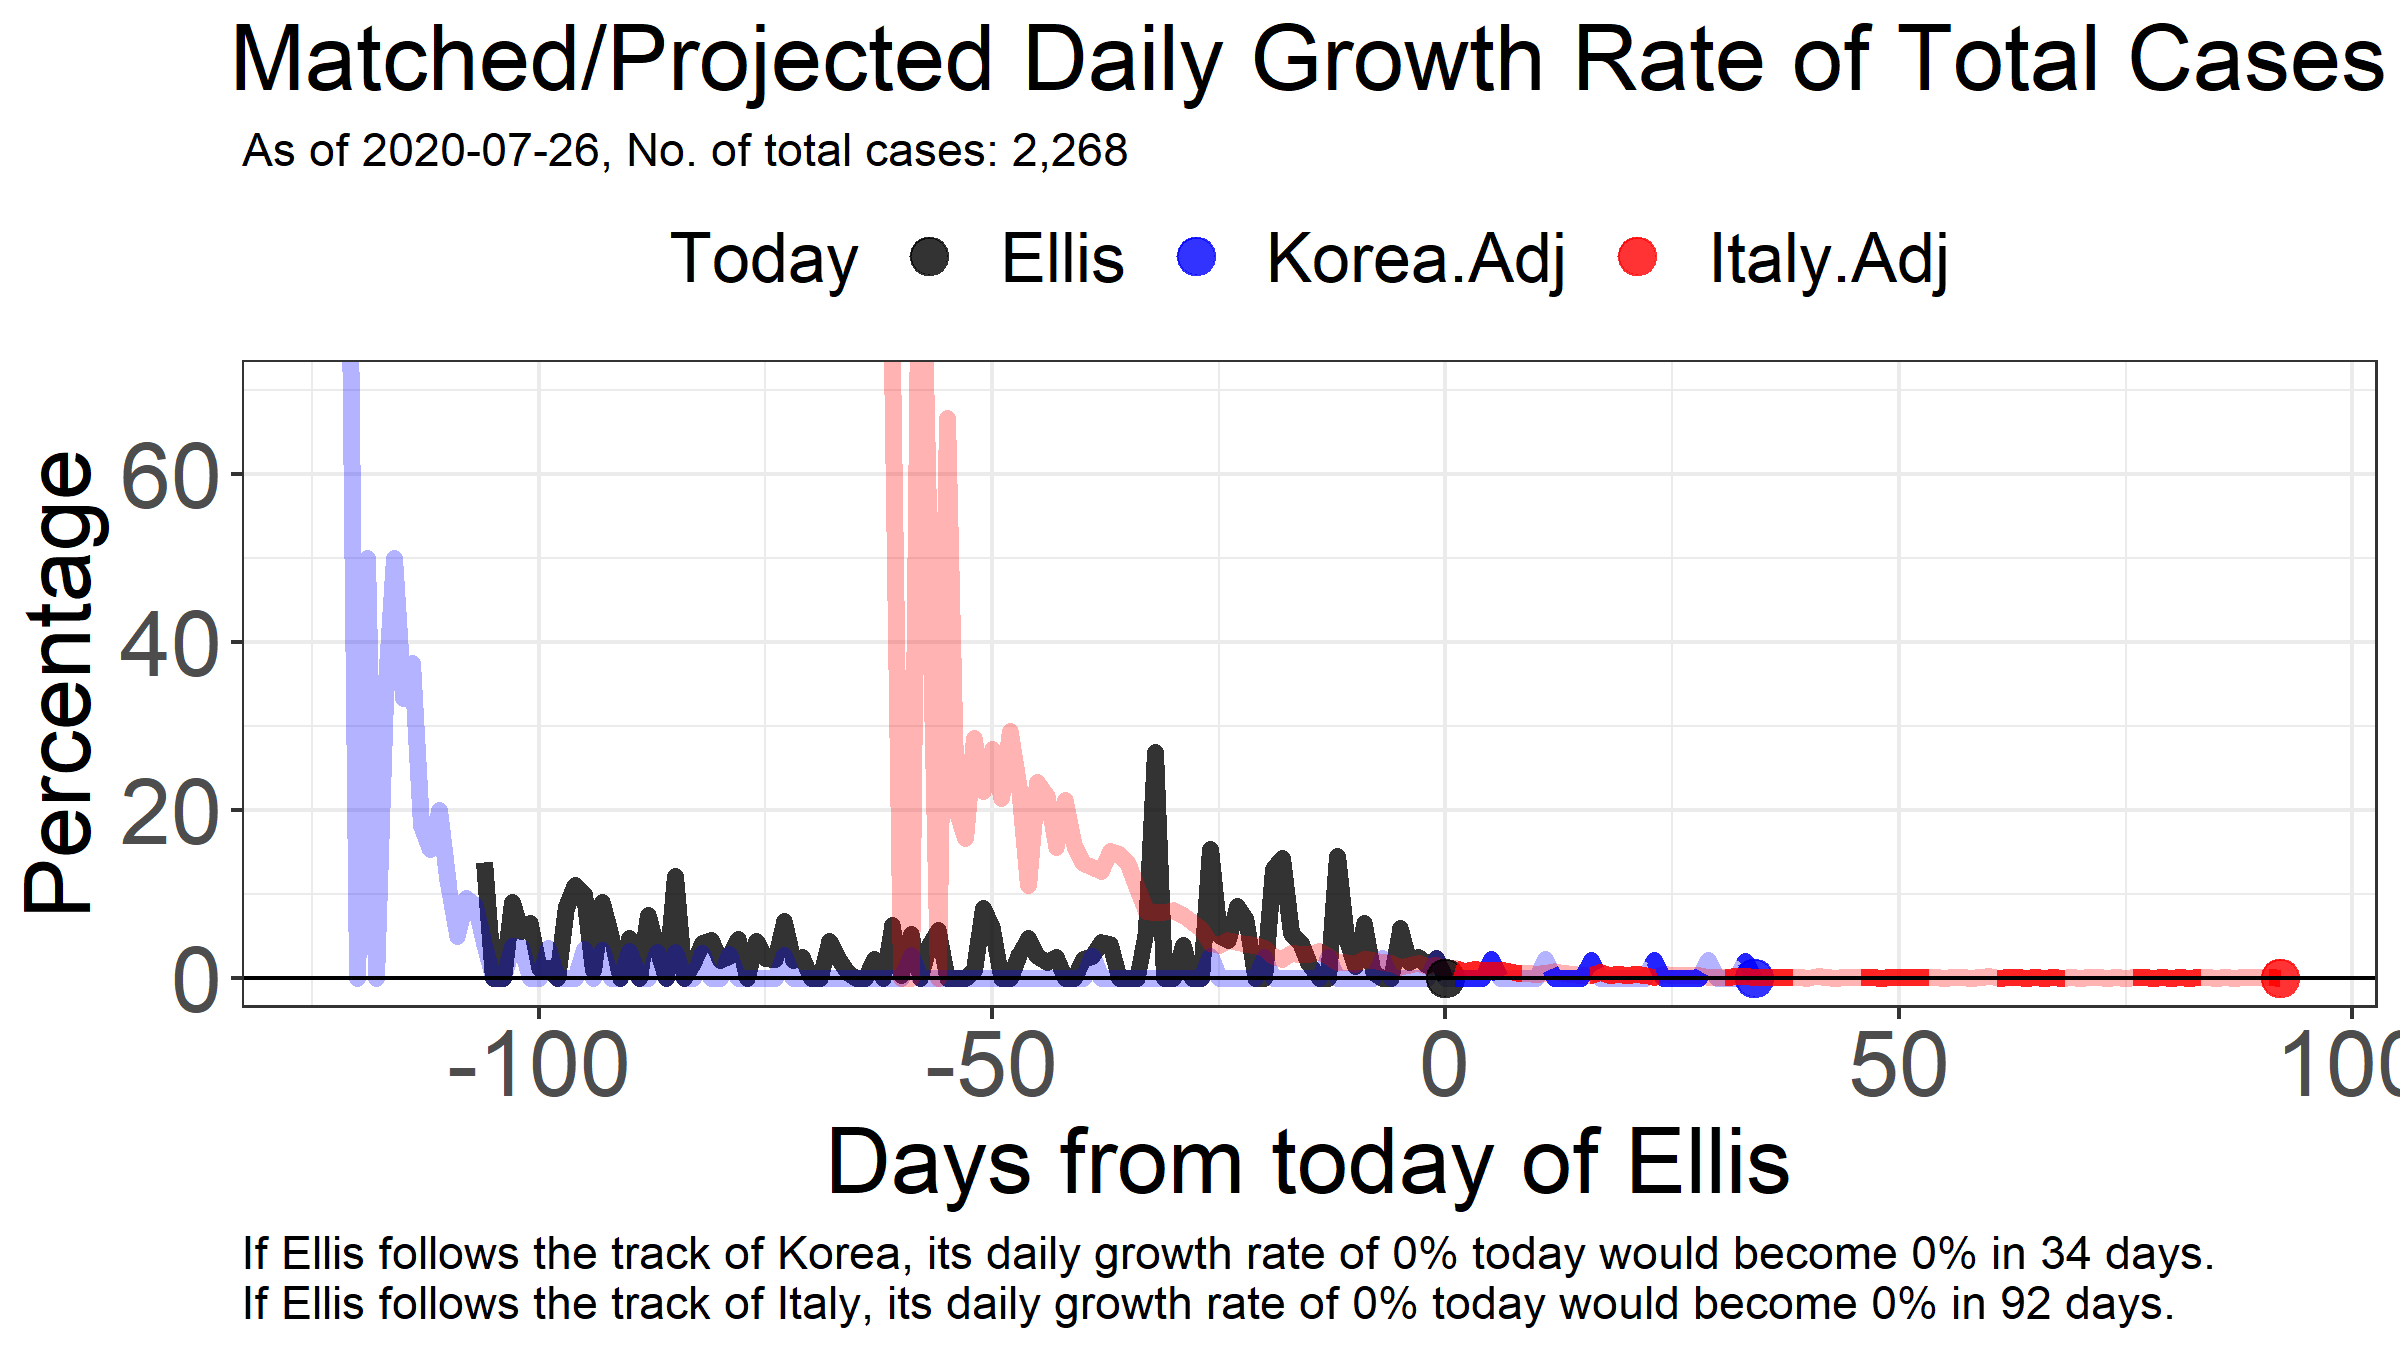 Matched/Projected Daily Growth Rate of Total Cases
As of 2020-07-26, No. of total cases: 2,268
Today Ellis Korea.Adj Italy.Adj
Percentage
60
40
20
0
-100 -50 0 50 100
Days from today of Ellis
If Ellis follows the track of Korea, its daily growth rate of 0% today would become 0% in 34 days.
If Ellis follows the track of Italy, its daily growth rate of 0% today would become 0% in 92 days.